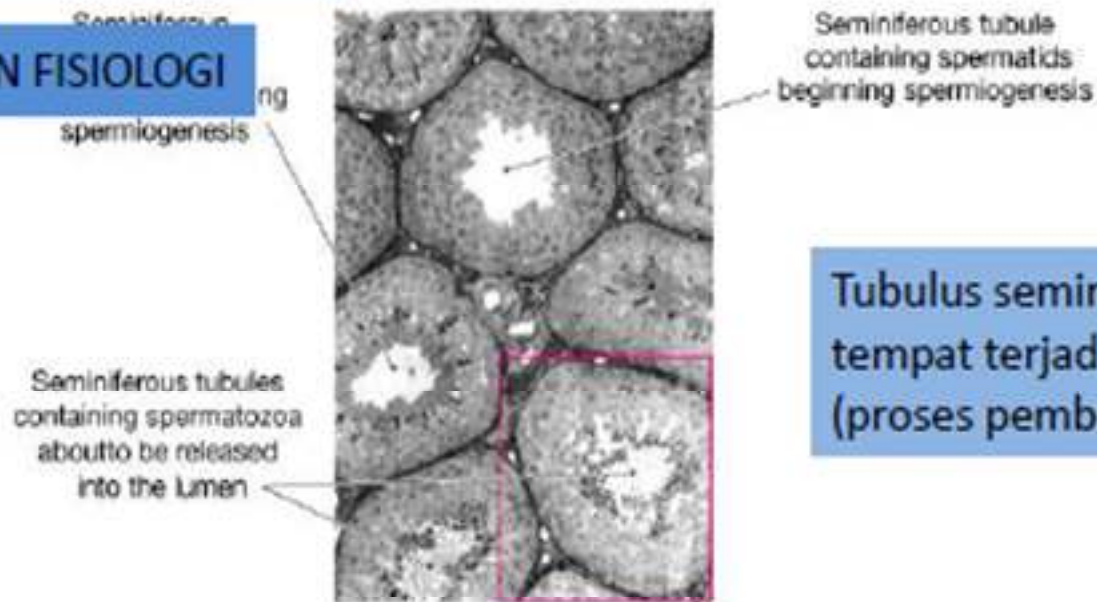 Seminiferous
N FISIOLOGI
ng
spermiogenesis
Seminiferous tubule
containing spermatids
beginning spermiogenesis
Tubulus semin
tempat terjad
(proses pemb
Seminiferous tubules
containing spermatozoa
aboutto be released
into the lumen